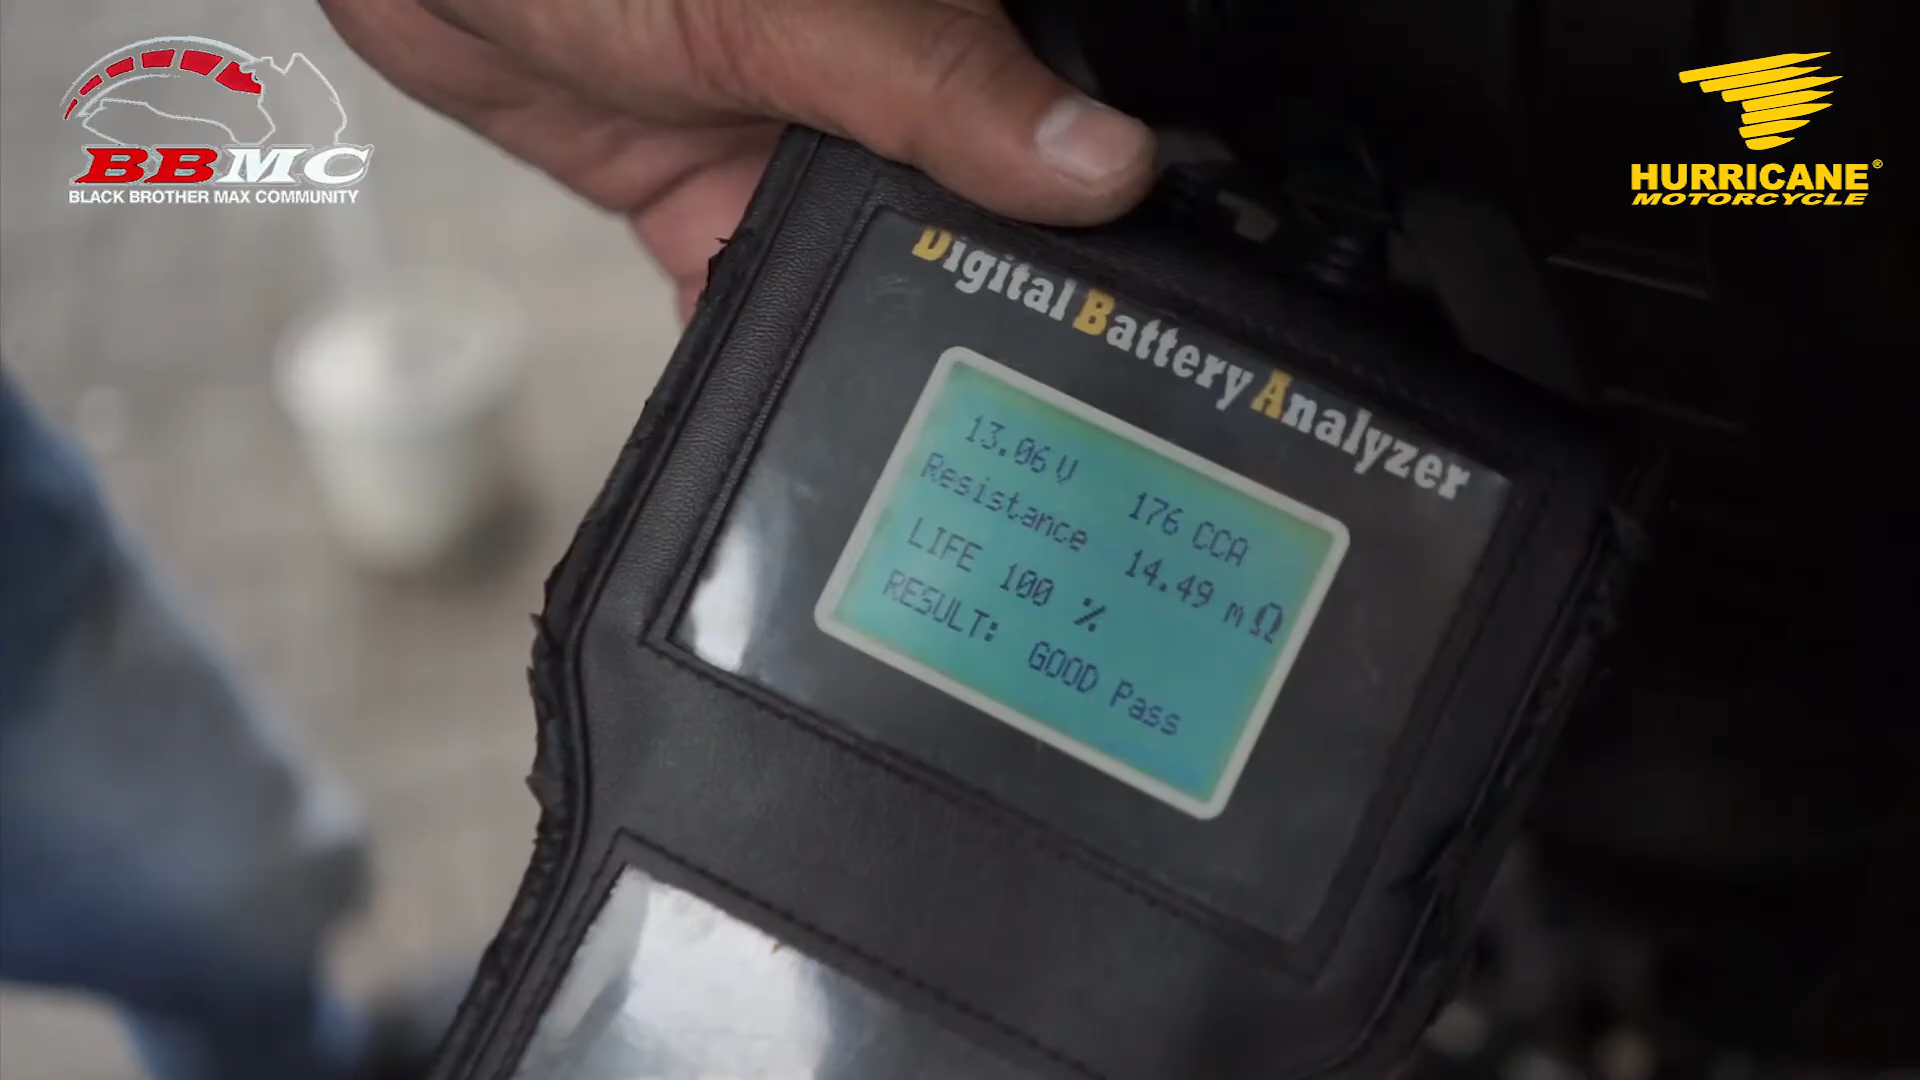 BBMC
BLACK BROTHER MAX COMMUNITY
HURRICANE®
MOTORCYCLE
Digital Battery Analyzer
13.06 V 176 CCA
Resistance 14.49 mΩ
LIFE 100 %
RESULT: GOOD Pass